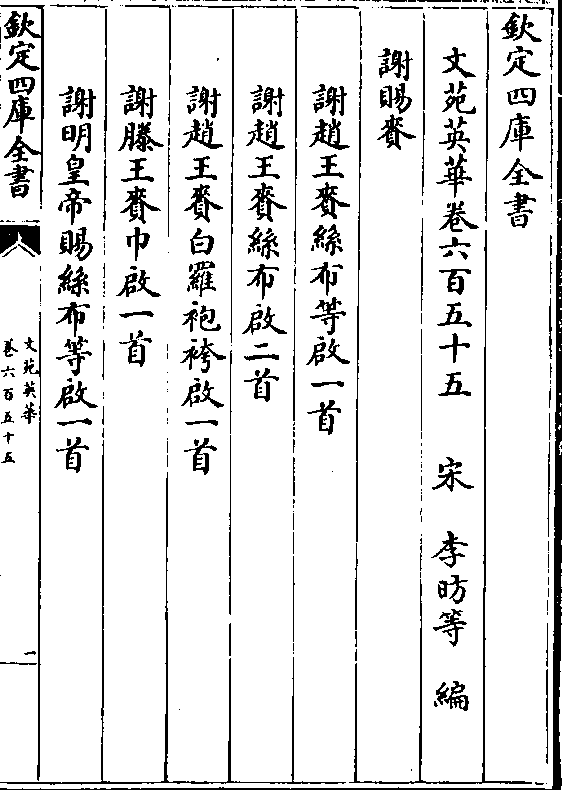 欽定四庫全書
文苑英華卷六百五十五　宋　李昉等　編
謝賜賚
謝趙王賚絲布等啟一首
謝趙王賚絲布啟二首
謝趙王賚白羅袍袴啟一首
謝滕王賚巾啟一首
謝明皇帝賜絲布等啟一首
欽定四庫全書
文苑英華
卷六百五十五
一